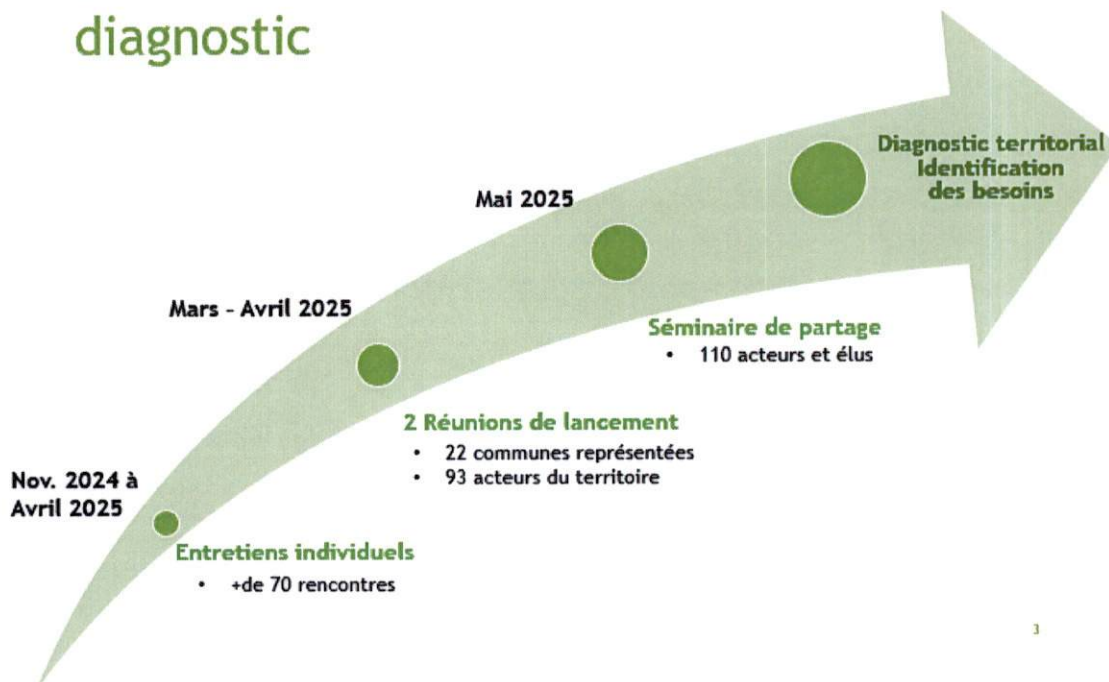 diagnostic
Diagnostic territorial
Identification
des besoins
Mai 2025
Mars - Avril 2025
Séminaire de partage
• 110 acteurs et élus
2 Réunions de lancement
• 22 communes représentées
• 93 acteurs du territoire
Nov. 2024 à
Avril 2025
Entretiens individuels
• +de 70 rencontres
3